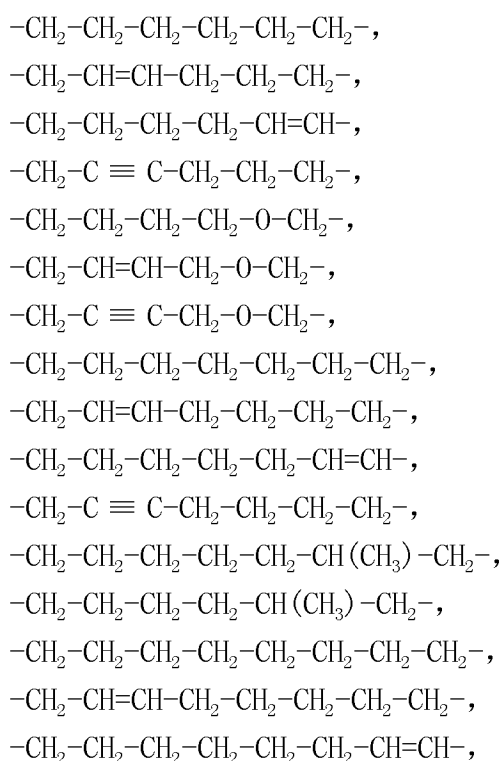 -CH₂-CH₂-CH₂-CH₂-CH₂-CH₂-,
-CH₂-CH=CH-CH₂-CH₂-CH₂-,
-CH₂-CH₂-CH₂-CH₂-CH=CH-,
-CH₂-C≡C-CH₂-CH₂-CH₂-,
-CH₂-CH₂-CH₂-CH₂-O-CH₂-,
-CH₂-CH=CH-CH₂-O-CH₂-,
-CH₂-C≡C-CH₂-O-CH₂-,
-CH₂-CH₂-CH₂-CH₂-CH₂-CH₂-CH₂-,
-CH₂-CH=CH-CH₂-CH₂-CH₂-CH₂-,
-CH₂-CH₂-CH₂-CH₂-CH₂-CH=CH-,
-CH₂-C≡C-CH₂-CH₂-CH₂-CH₂-,
-CH₂-CH₂-CH₂-CH₂-CH₂-CH(CH₃)-CH₂-,
-CH₂-CH₂-CH₂-CH₂-CH(CH₃)-CH₂-,
-CH₂-CH₂-CH₂-CH₂-CH₂-CH₂-CH₂-CH₂-,
-CH₂-CH=CH-CH₂-CH₂-CH₂-CH₂-CH₂-,
-CH₂-CH₂-CH₂-CH₂-CH₂-CH₂-CH=CH-,